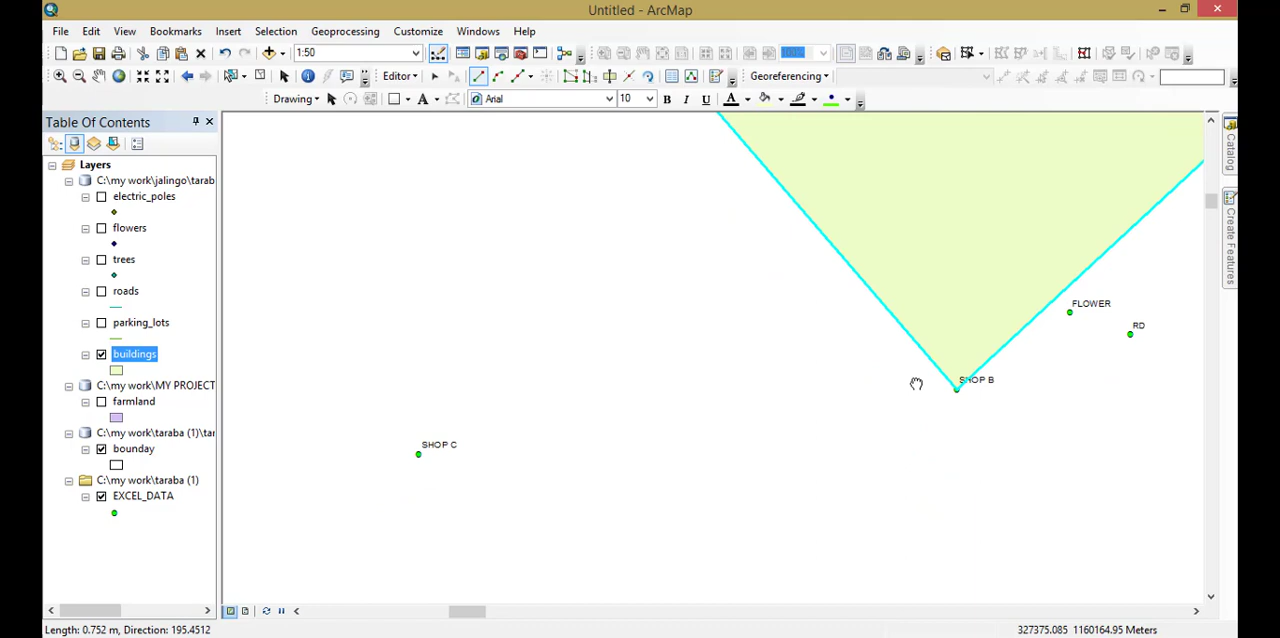 Untitled - ArcMap
File Edit View Bookmarks Insert Selection Geoprocessing Customize Windows Help
1:50
Editor Georeferencing
Drawing A Arial 10 B I U A
Table Of Contents
Layers
C:\my work\jalingo\tarab
electric_poles
flowers
trees
roads
parking_lots
buildings
C:\my work\MY PROJECT
farmland
C:\my work\taraba (1)\tar
bounday
C:\my work\taraba (1)
EXCEL_DATA
FLOWER
RD
SHOP B
SHOP C
Catalog
Create Features
Length: 0.752 m, Direction: 195.4512 327375.085 1160164.95 Meters